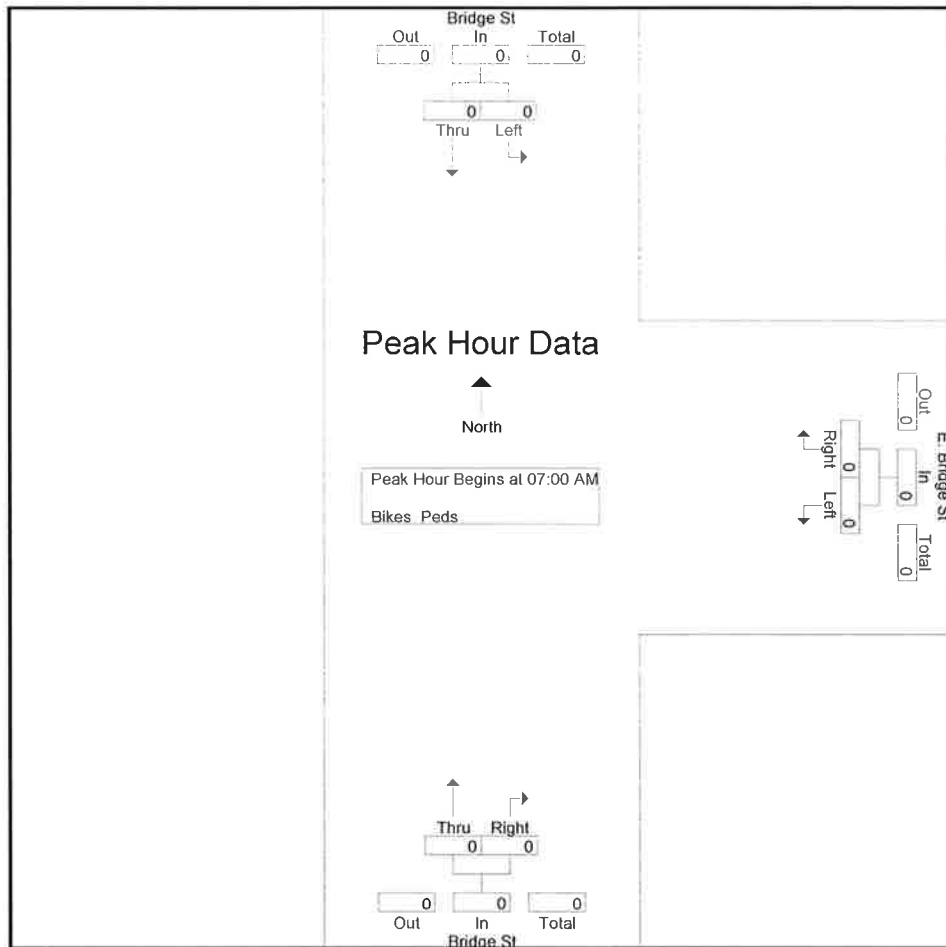 Bridge St
Out In Total
0 0 0
0 0
Thru Left
Peak Hour Data
North
Peak Hour Begins at 07:00 AM
Bikes Peds
Right Left
0 0
0 0 0
Out In Total
E. Bridge St
Thru Right
0 0
0 0 0
Out In Total
Bridge St